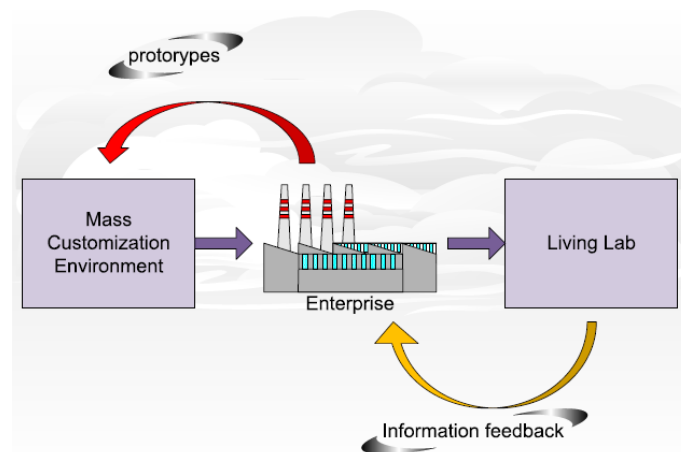 protorypes
Mass
Customization
Environment
Living Lab
Enterprise
Information feedback